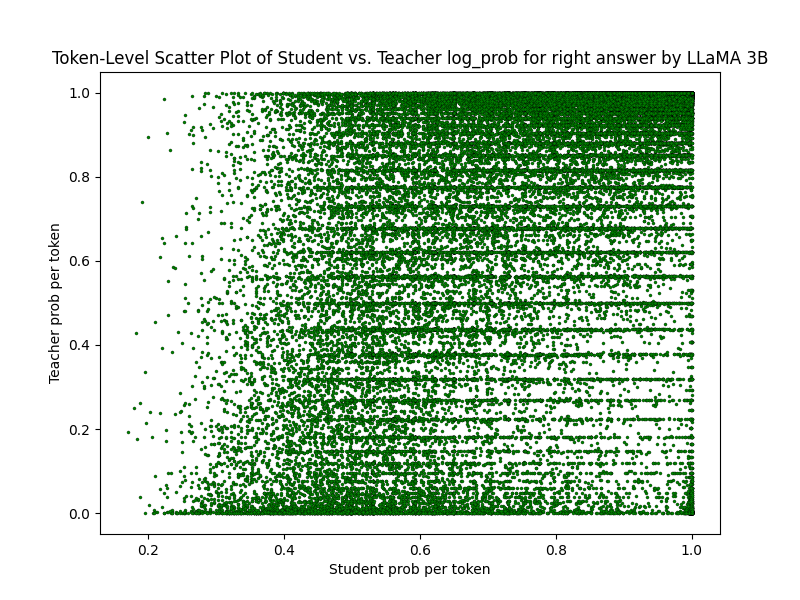 Token-Level Scatter Plot of Student vs. Teacher log_prob for right answer by LLaMA 3B
1.0
0.8
0.6
0.4
0.2
0.0
Teacher prob per token
0.2 0.4 0.6 0.8 1.0
Student prob per token